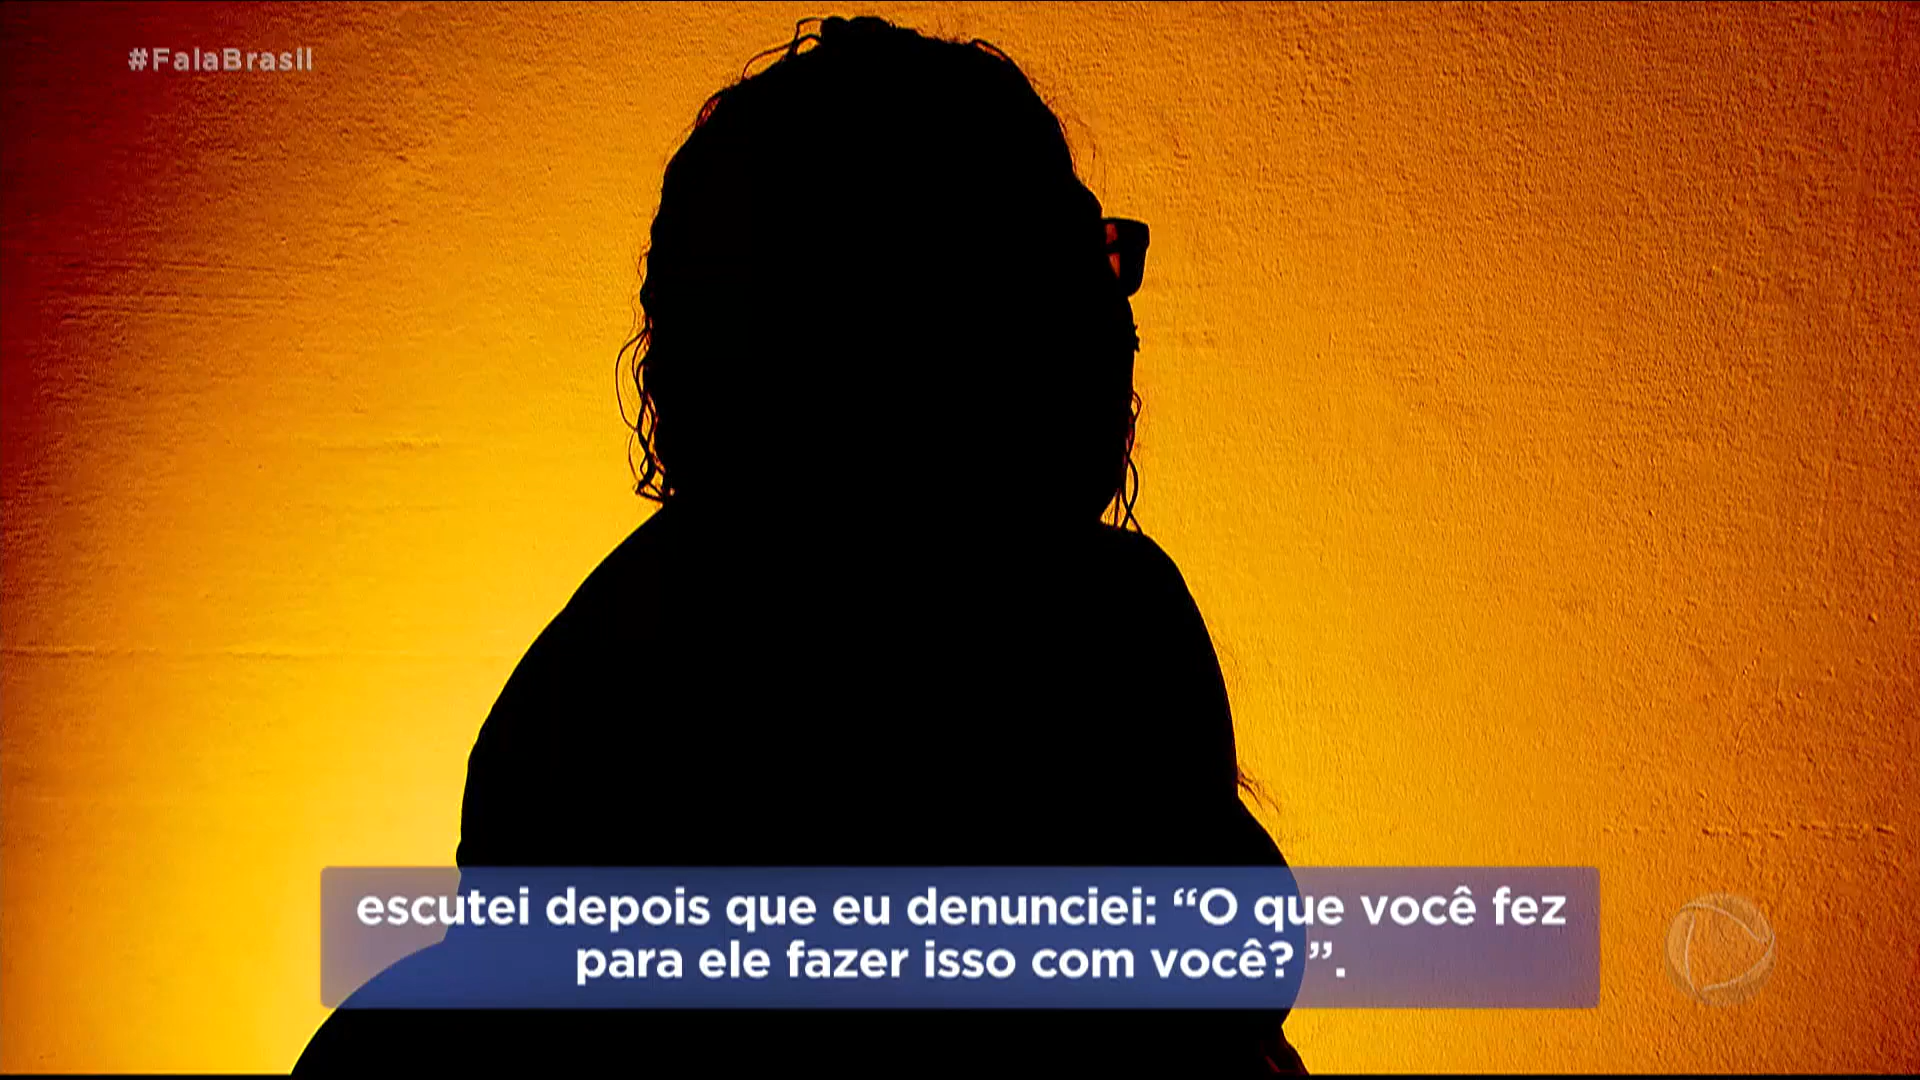 #FalaBrasil
escutei depois que eu denunciei: “O que você fez
para ele fazer isso com você? ”.